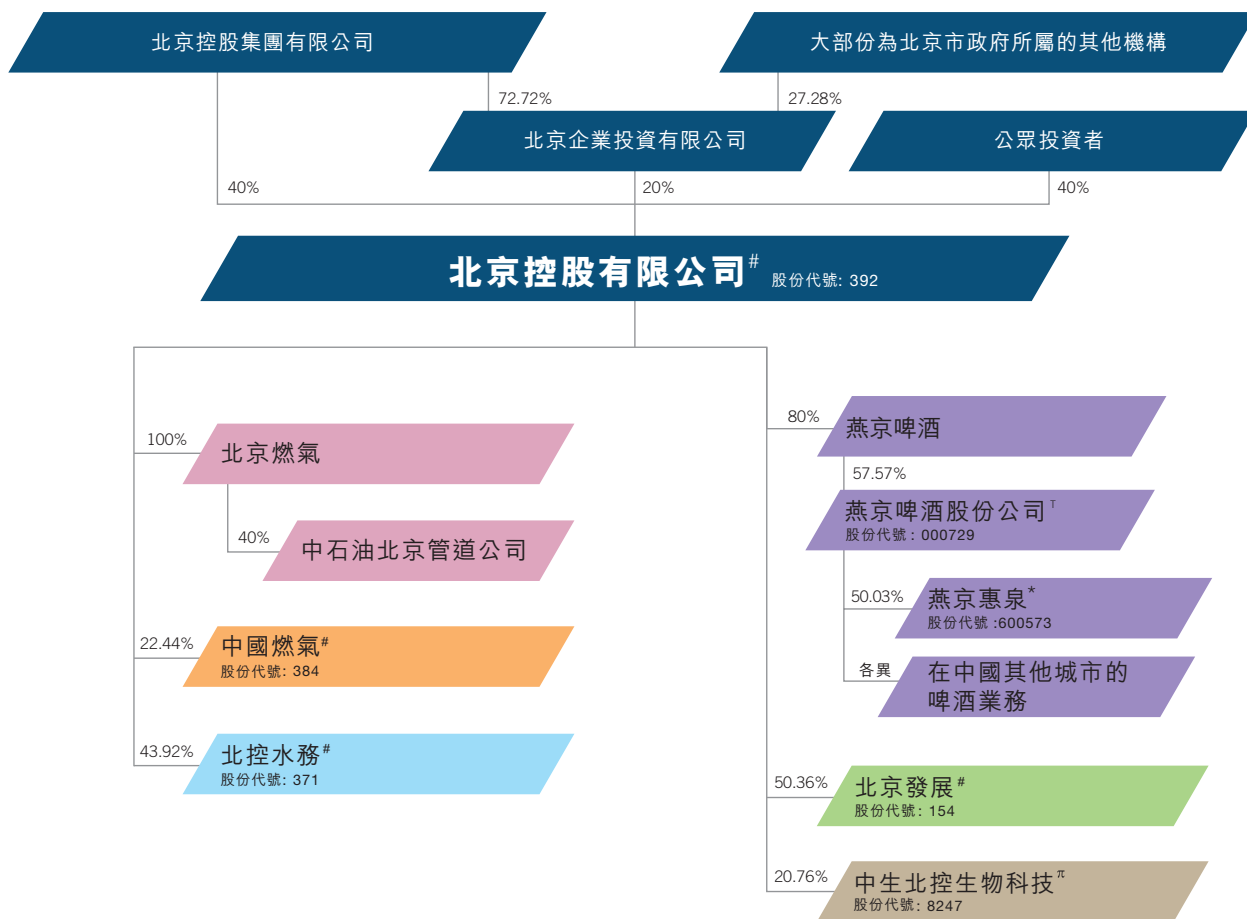 北京控股集團有限公司
大部份為北京市政府所屬的其他機構
72.72%
27.28%
北京企業投資有限公司
公眾投資者
40%
20%
40%
北京控股有限公司# 股份代號: 392
100%
北京燃氣
40%
中石油北京管道公司
22.44%
中國燃氣#
股份代號: 384
43.92%
北控水務#
股份代號: 371
80%
燕京啤酒
57.57%
燕京啤酒股份公司T
股份代號: 000729
50.03%
燕京惠泉*
股份代號:600573
各異
在中國其他城市的
啤酒業務
50.36%
北京發展#
股份代號: 154
20.76%
中生北控生物科技π
股份代號: 8247